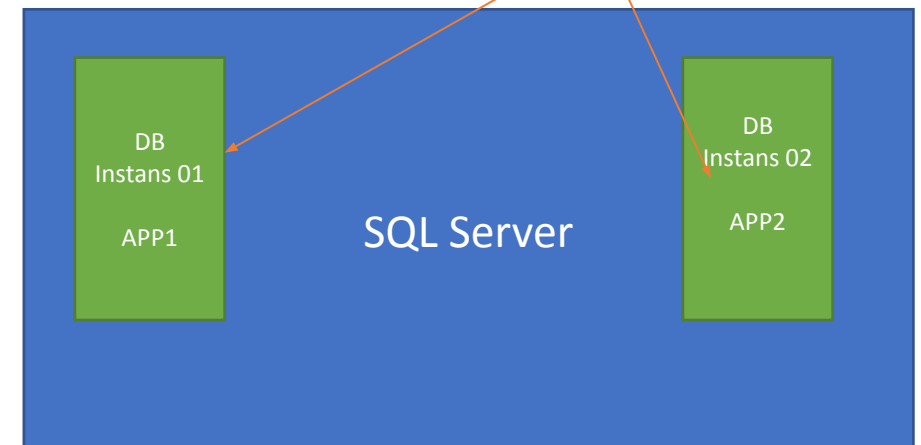 DB
Instans 01
APP1
SQL Server
DB
Instans 02
APP2